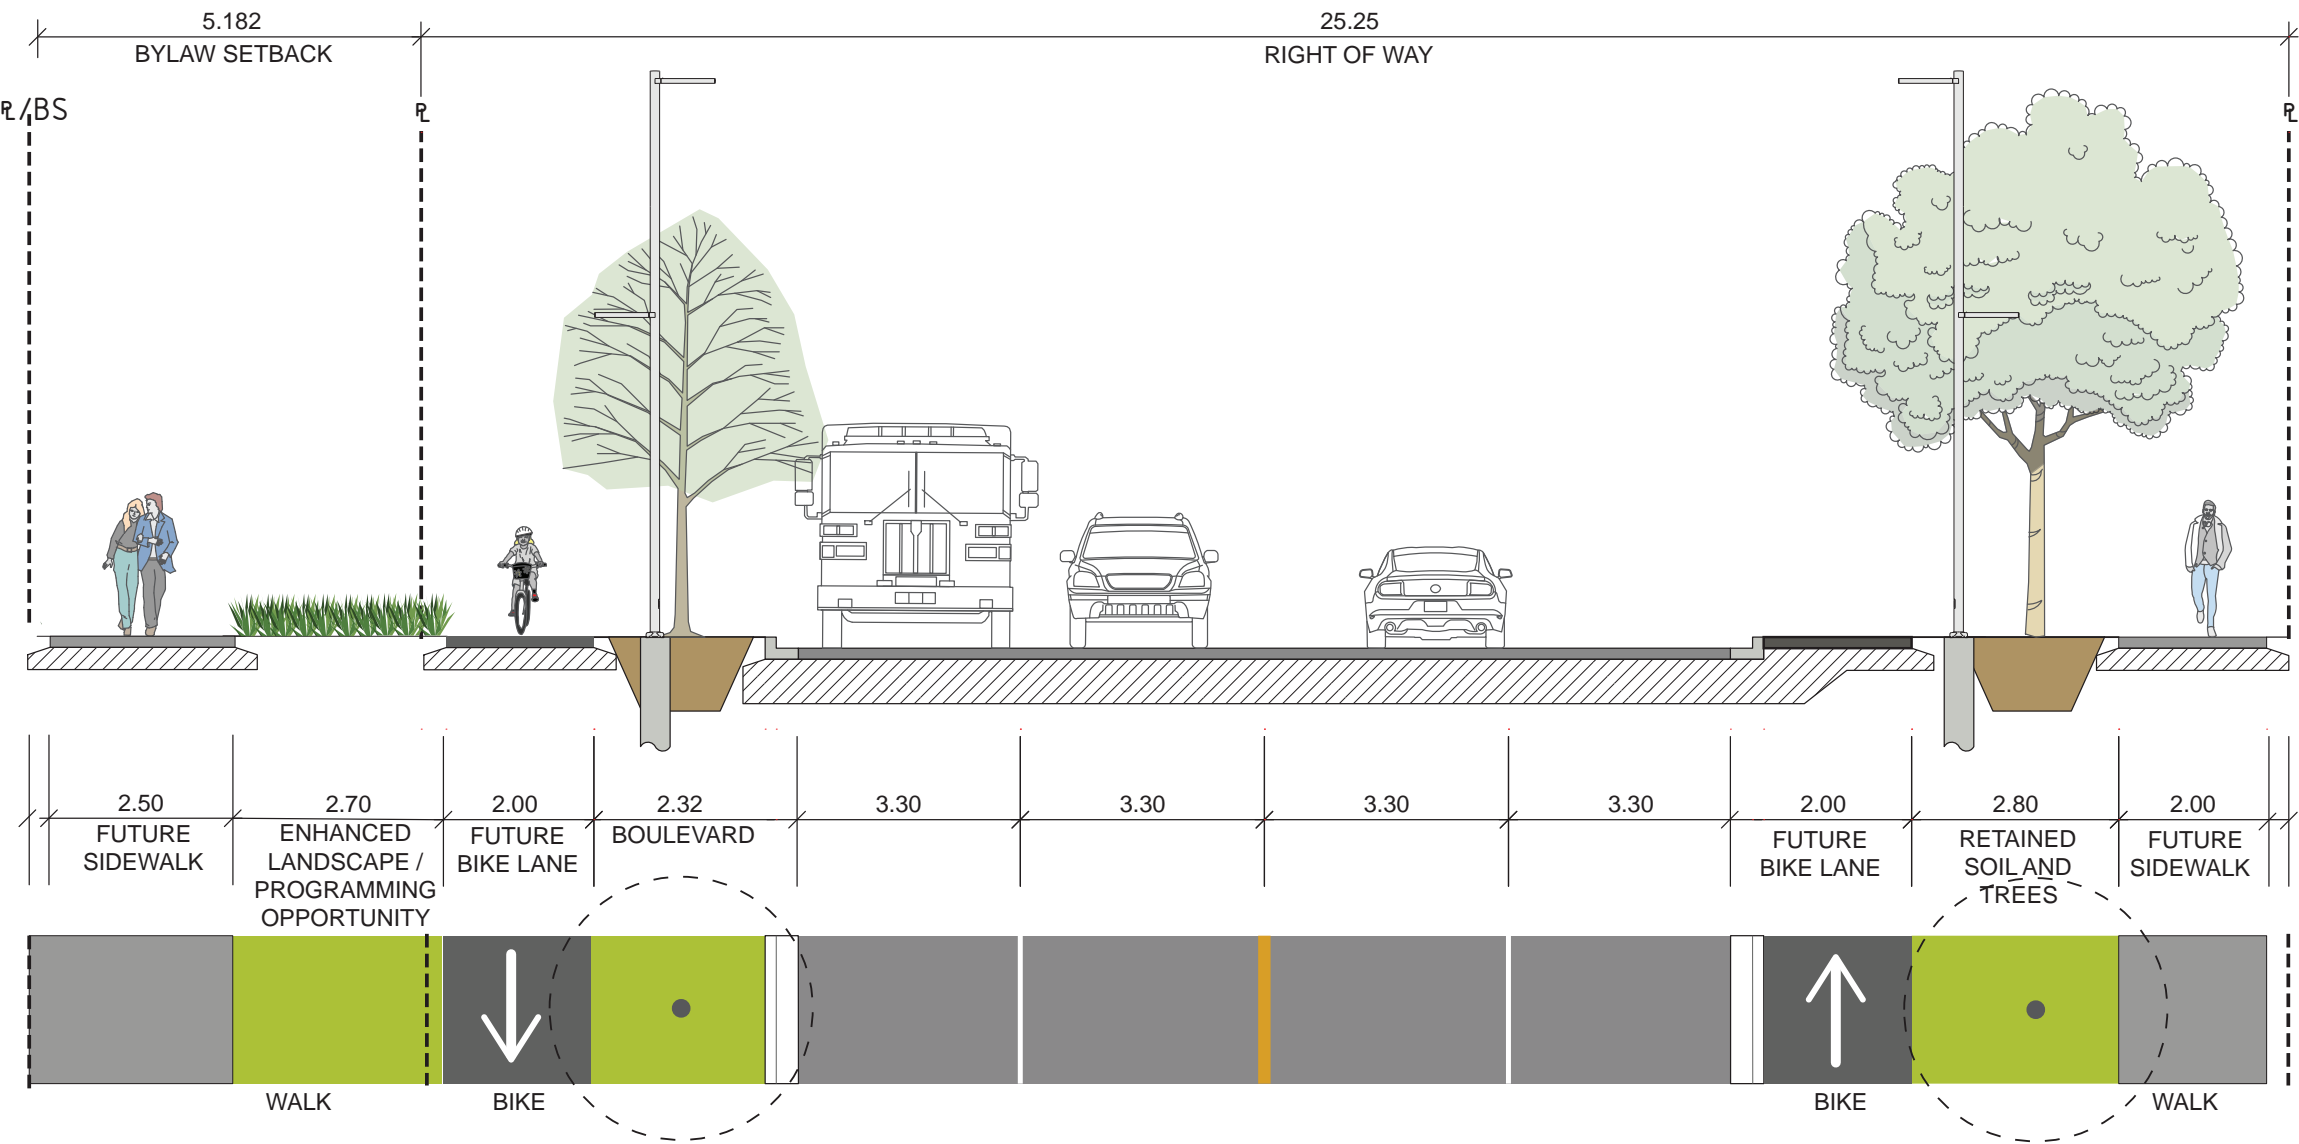 5.182
BYLAW SETBACK
25.25
RIGHT OF WAY
PL/BS
PL
PL
2.50
FUTURE
SIDEWALK
2.70
ENHANCED
LANDSCAPE /
PROGRAMMING
OPPORTUNITY
2.00
FUTURE
BIKE LANE
2.32
BOULEVARD
3.30
3.30
3.30
3.30
2.00
FUTURE
BIKE LANE
2.80
RETAINED
SOIL AND
TREES
2.00
FUTURE
SIDEWALK
WALK
BIKE
BIKE
WALK